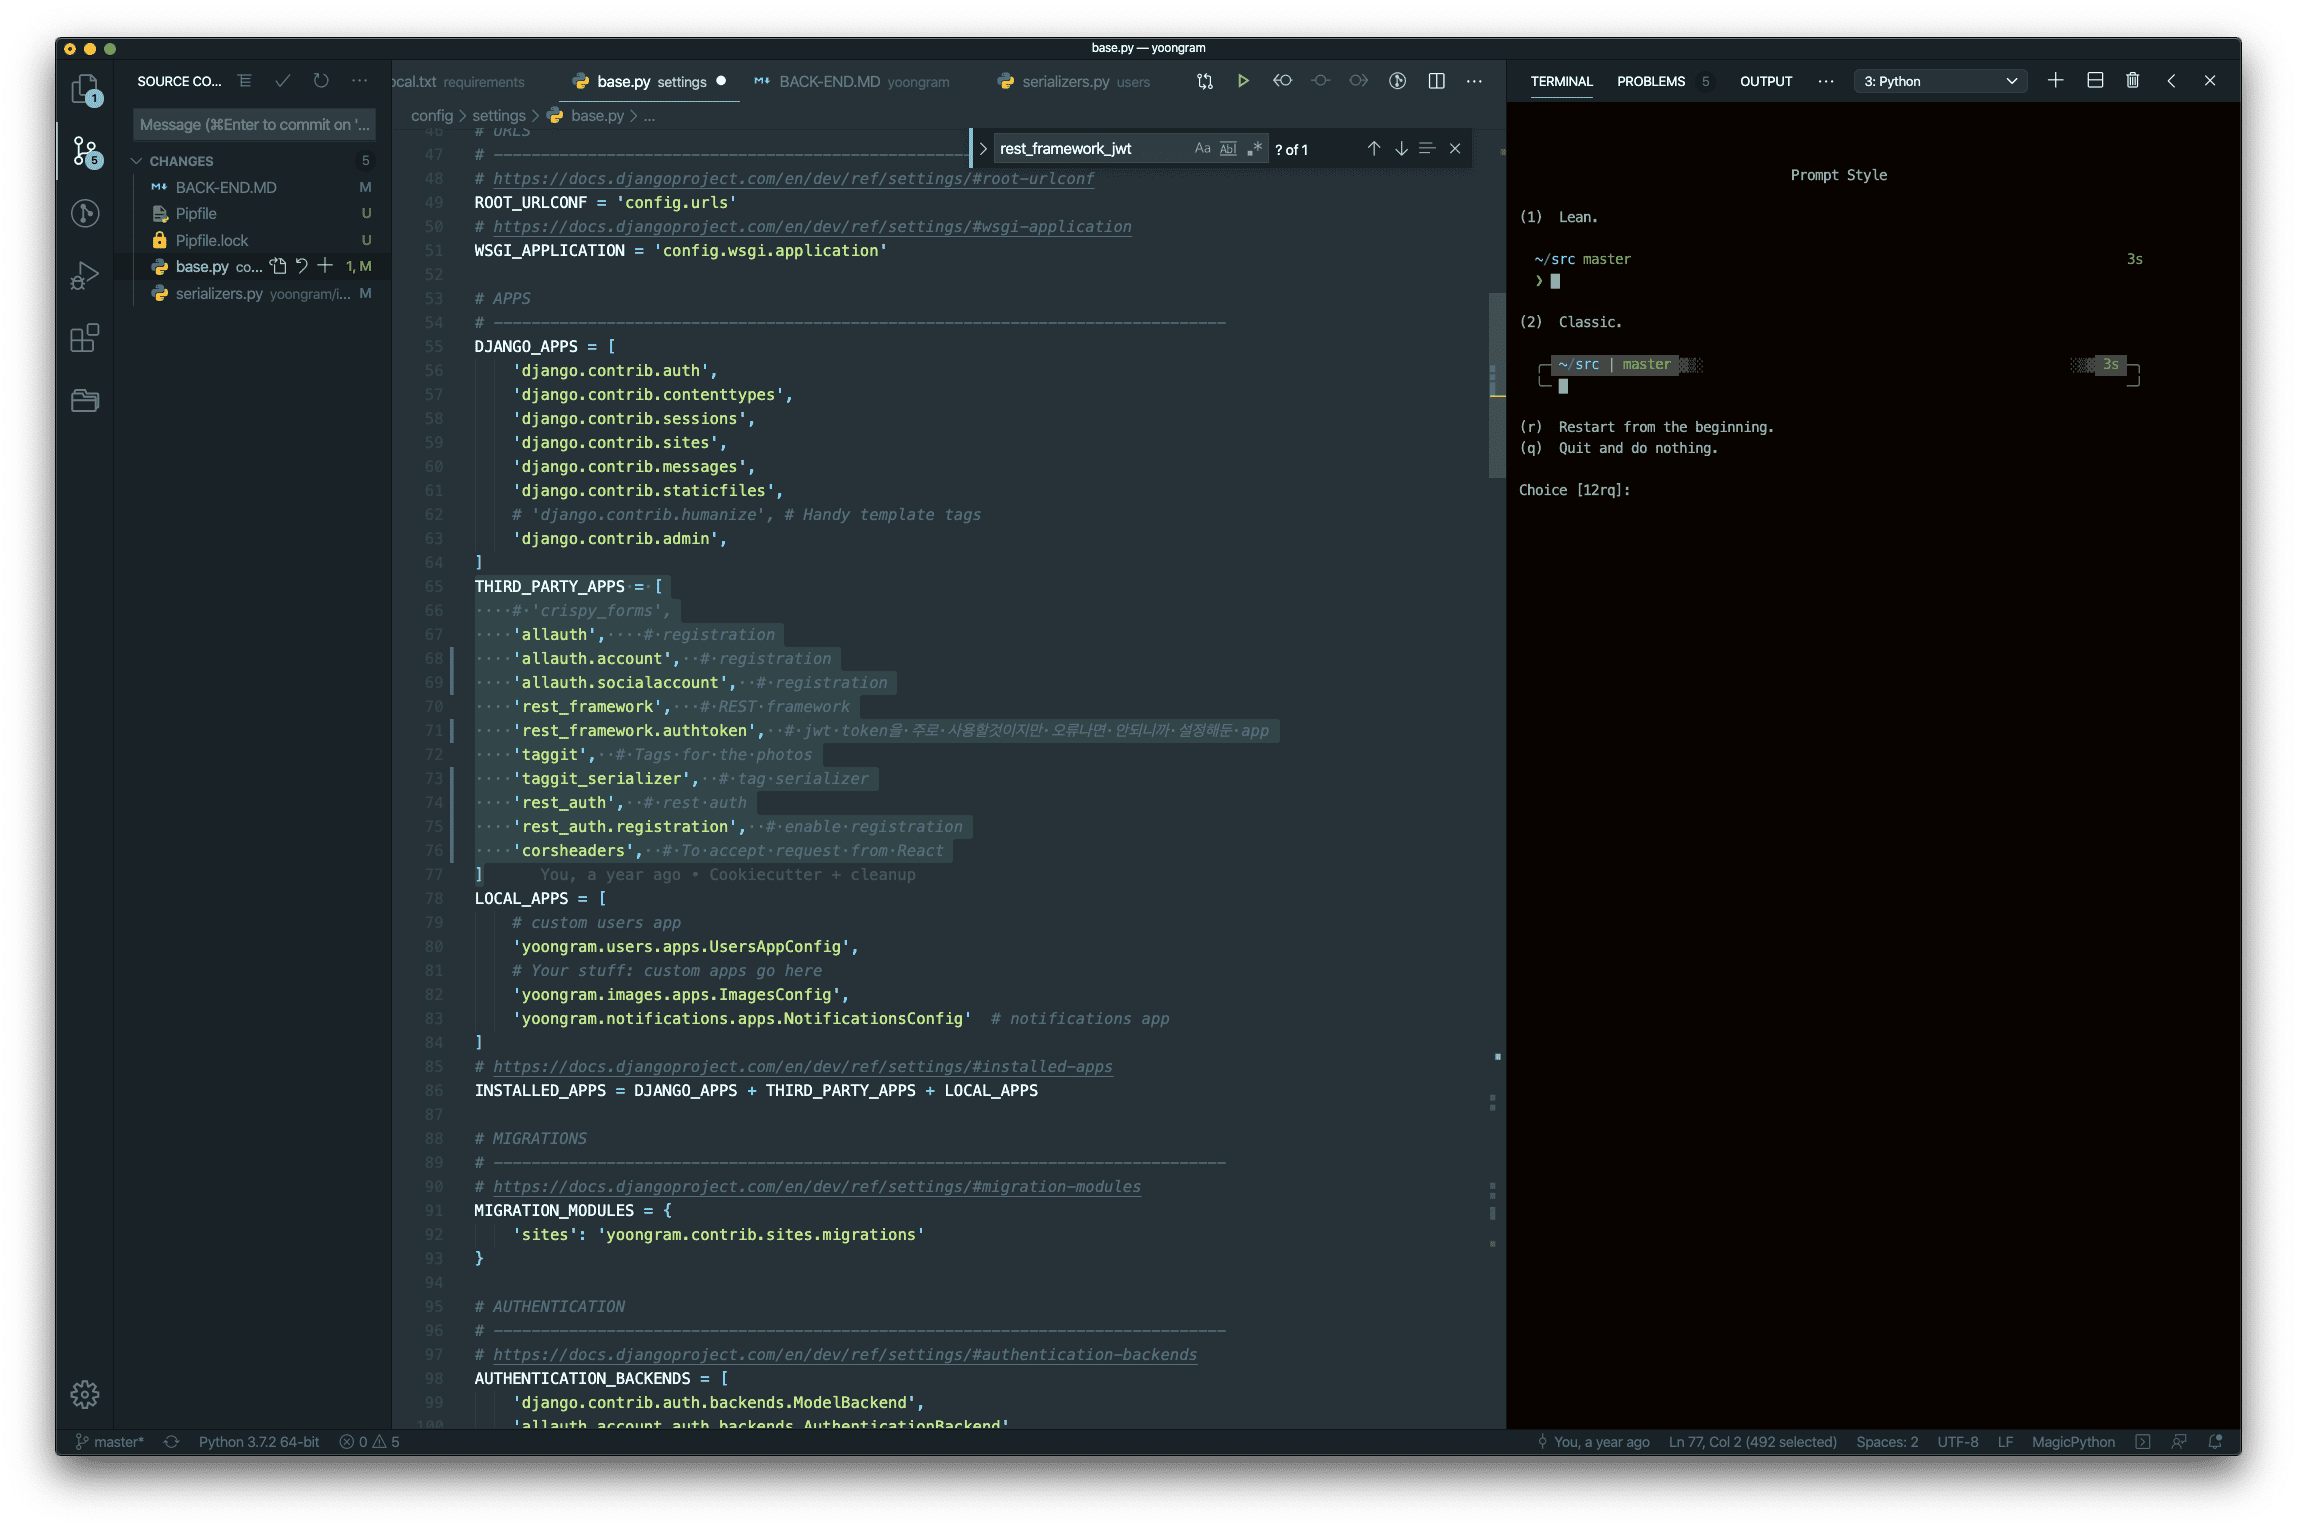 base.py — yoongram
SOURCE CO...
Message (⌘Enter to commit on '...
CHANGES 5
BACK-END.MD M
Pipfile U
Pipfile.lock U
base.py co... 1, M
serializers.py yoongram/i... M
1
5
ocal.txt requirements
base.py settings
BACK-END.MD yoongram
serializers.py users
config > settings > base.py > ...
rest_framework_jwt Aa Abl .* ? of 1
46 # URLS
47 # ------------------------------------------------------------------------------
48 # https://docs.djangoproject.com/en/dev/ref/settings/#root-urlconf
49 ROOT_URLCONF = 'config.urls'
50 # https://docs.djangoproject.com/en/dev/ref/settings/#wsgi-application
51 WSGI_APPLICATION = 'config.wsgi.application'
52
53 # APPS
54 # ------------------------------------------------------------------------------
55 DJANGO_APPS = [
56 'django.contrib.auth',
57 'django.contrib.contenttypes',
58 'django.contrib.sessions',
59 'django.contrib.sites',
60 'django.contrib.messages',
61 'django.contrib.staticfiles',
62 # 'django.contrib.humanize', # Handy template tags
63 'django.contrib.admin',
64 ]
65 THIRD_PARTY_APPS = [
66 # 'crispy_forms',
67 'allauth', # registration
68 'allauth.account', # registration
69 'allauth.socialaccount', # registration
70 'rest_framework', # REST framework
71 'rest_framework.authtoken', # jwt token을 주로 사용할것이지만 오류나면 안되니까 설정해둔 app
72 'taggit', # Tags for the photos
73 'taggit_serializer', # tag serializer
74 'rest_auth', # rest auth
75 'rest_auth.registration', # enable registration
76 'corsheaders', # To accept request from React
77 ] You, a year ago • Cookiecutter + cleanup
78 LOCAL_APPS = [
79 # custom users app
80 'yoongram.users.apps.UsersAppConfig',
81 # Your stuff: custom apps go here
82 'yoongram.images.apps.ImagesConfig',
83 'yoongram.notifications.apps.NotificationsConfig' # notifications app
84 ]
85 # https://docs.djangoproject.com/en/dev/ref/settings/#installed-apps
86 INSTALLED_APPS = DJANGO_APPS + THIRD_PARTY_APPS + LOCAL_APPS
87
88 # MIGRATIONS
89 # ------------------------------------------------------------------------------
90 # https://docs.djangoproject.com/en/dev/ref/settings/#migration-modules
91 MIGRATION_MODULES = {
92 'sites': 'yoongram.contrib.sites.migrations'
93 }
94
95 # AUTHENTICATION
96 # ------------------------------------------------------------------------------
97 # https://docs.djangoproject.com/en/dev/ref/settings/#authentication-backends
98 AUTHENTICATION_BACKENDS = [
99 'django.contrib.auth.backends.ModelBackend',
100 'allauth.account.auth_backends.AuthenticationBackend'
TERMINAL PROBLEMS 5 OUTPUT ... 3: Python
Prompt Style
(1) Lean.
~/src master 3s
❯
(2) Classic.
~/src | master 3s
(r) Restart from the beginning.
(q) Quit and do nothing.
Choice [12rq]:
master* Python 3.7.2 64-bit 0 5 You, a year ago Ln 77, Col 2 (492 selected) Spaces: 2 UTF-8 LF MagicPython